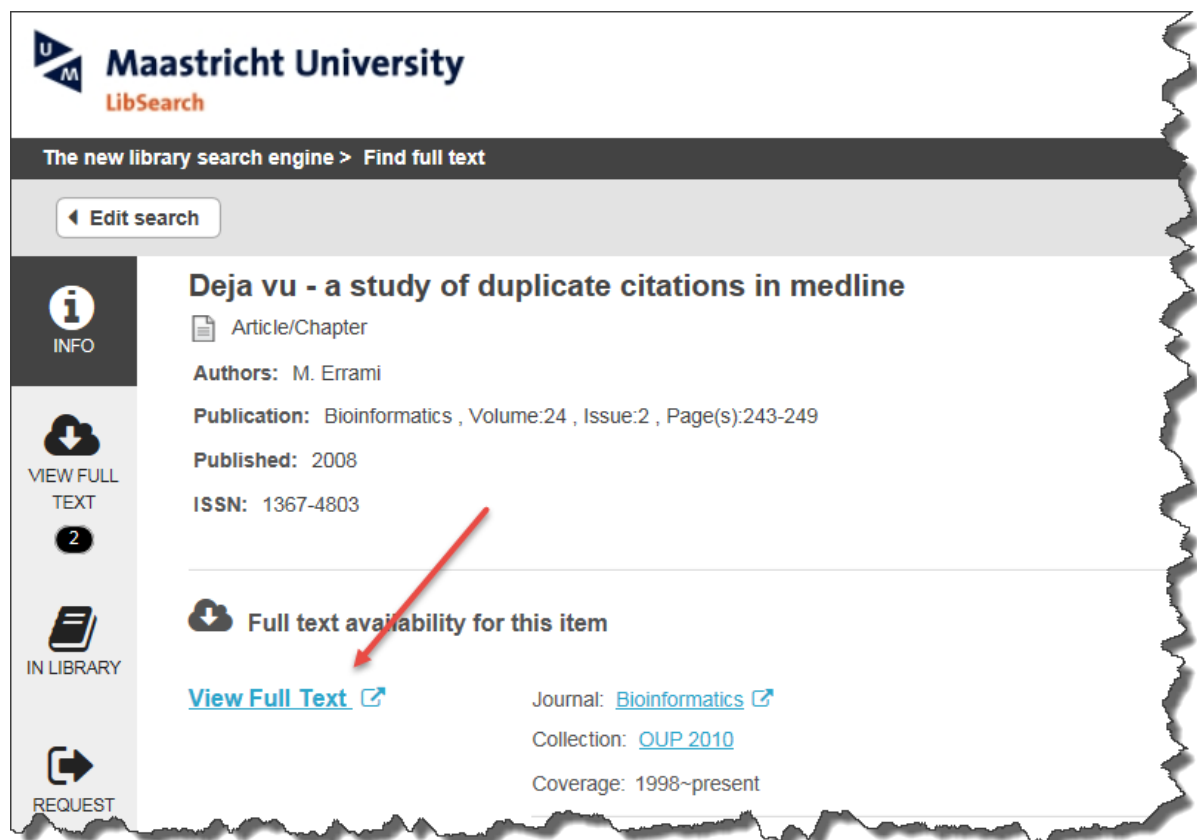 U
M
Maastricht University
LibSearch
The new library search engine > Find full text
Edit search
i
INFO
VIEW FULL
TEXT
2
IN LIBRARY
REQUEST
Deja vu - a study of duplicate citations in medline
Article/Chapter
Authors: M. Errami
Publication: Bioinformatics , Volume:24 , Issue:2 , Page(s):243-249
Published: 2008
ISSN: 1367-4803
Full text availability for this item
View Full Text
Journal: Bioinformatics
Collection: OUP 2010
Coverage: 1998~present